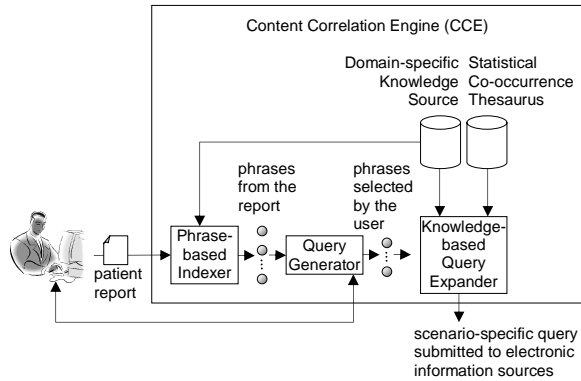 Content Correlation Engine (CCE)
Domain-specific
Knowledge
Source
Statistical
Co-occurrence
Thesaurus
phrases
from the
report
phrases
selected
by the
user
Phrase-
based
Indexer
Query
Generator
Knowledge-
based
Query
Expander
patient
report
scenario-specific query
submitted to electronic
information sources